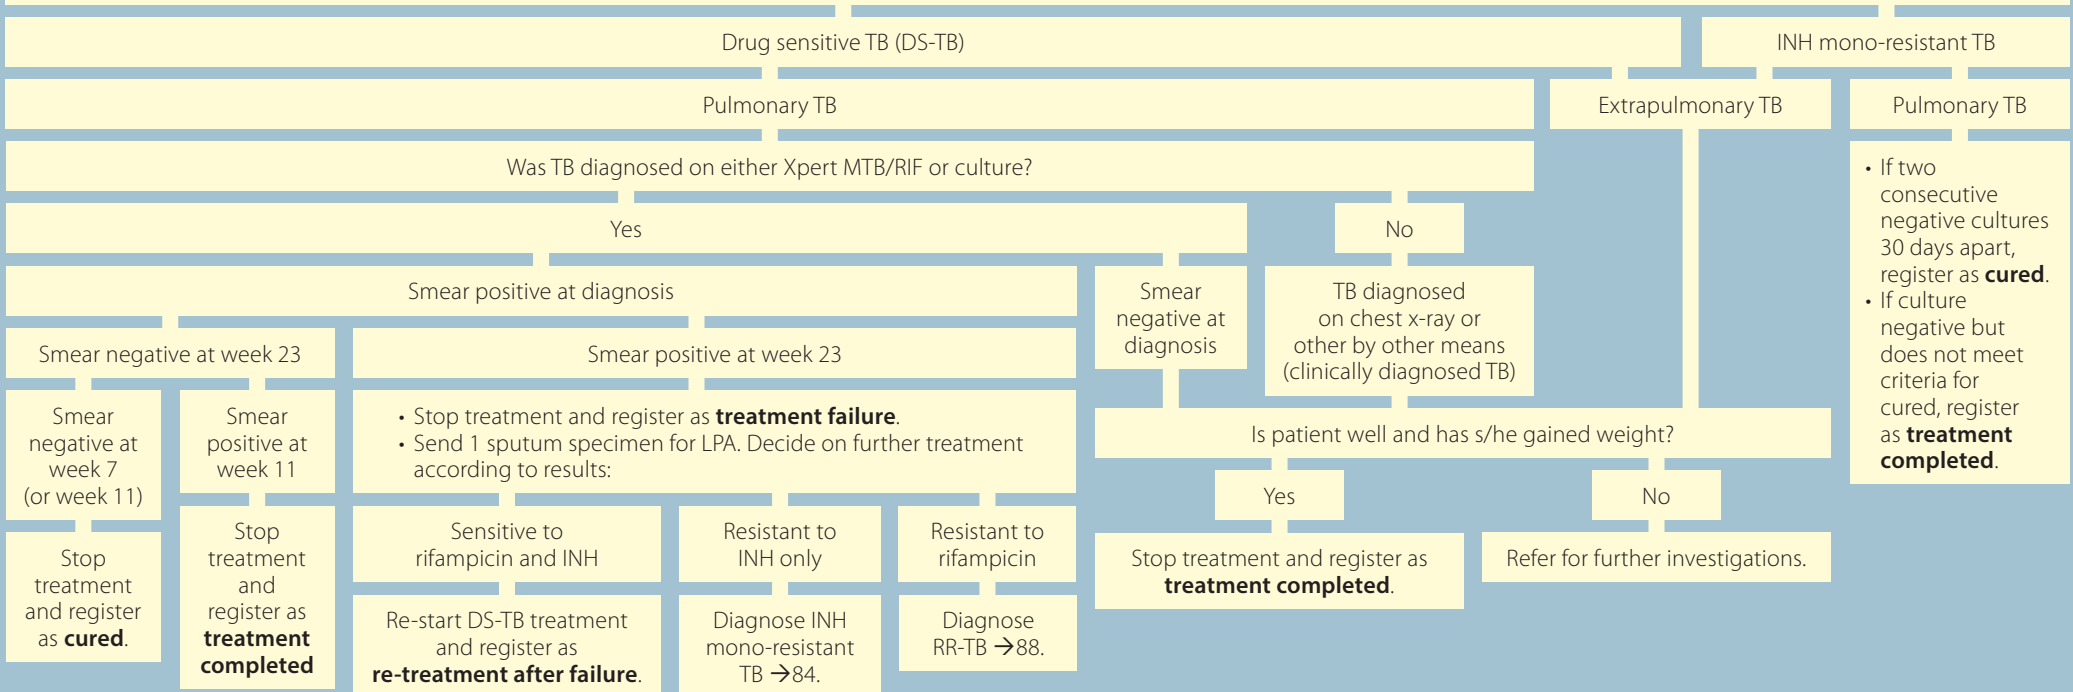 Drug sensitive TB (DS-TB)
INH mono-resistant TB
Pulmonary TB
Extrapulmonary TB
Pulmonary TB
Was TB diagnosed on either Xpert MTB/RIF or culture?
Yes
No
Smear positive at diagnosis
Smear
negative at
diagnosis
TB diagnosed
on chest x-ray or
other by other means
(clinically diagnosed TB)
Smear negative at week 23
Smear positive at week 23
Smear
negative at
week 7
(or week 11)
Smear
positive at
week 11
• Stop treatment and register as treatment failure.
• Send 1 sputum specimen for LPA. Decide on further treatment
according to results:
Stop
treatment
and register
as cured.
Stop
treatment
and
register as
treatment
completed
Sensitive to
rifampicin and INH
Resistant to
INH only
Resistant to
rifampicin
Re-start DS-TB treatment
and register as
re-treatment after failure.
Diagnose INH
mono-resistant
TB →84.
Diagnose
RR-TB →88.
Is patient well and has s/he gained weight?
Yes
No
Stop treatment and register as
treatment completed.
Refer for further investigations.
• If two
consecutive
negative cultures
30 days apart,
register as cured.
• If culture
negative but
does not meet
criteria for
cured, register
as treatment
completed.